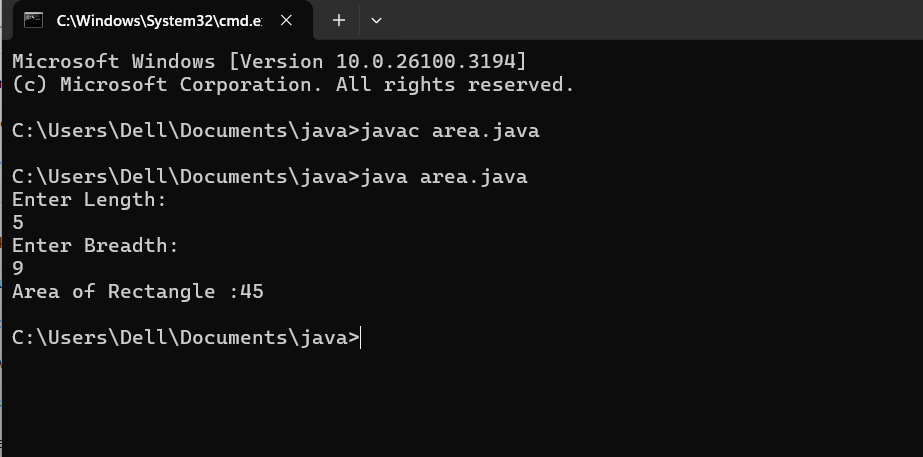 C:\Windows\System32\cmd.e
Microsoft Windows [Version 10.0.26100.3194]
(c) Microsoft Corporation. All rights reserved.
C:\Users\Dell\Documents\java>javac area.java
C:\Users\Dell\Documents\java>java area.java
Enter Length:
5
Enter Breadth:
9
Area of Rectangle :45
C:\Users\Dell\Documents\java>